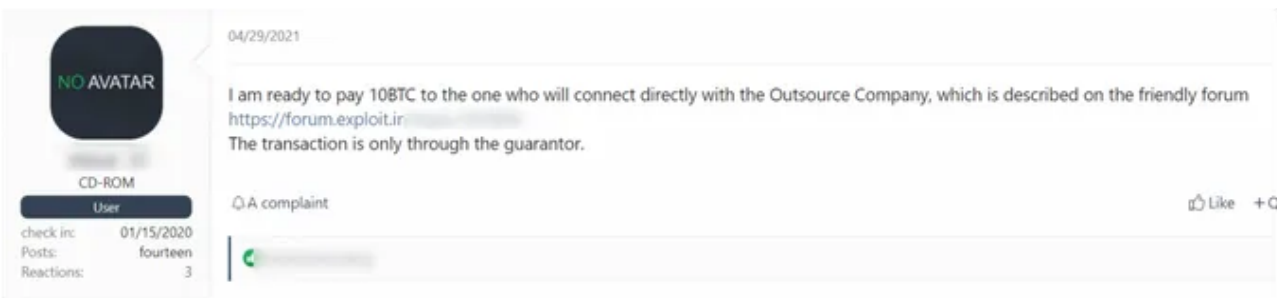 NO AVATAR
CD-ROM
User
check in: 01/15/2020
Posts: fourteen
Reactions: 3
04/29/2021
I am ready to pay 10BTC to the one who will connect directly with the Outsource Company, which is described on the friendly forum
https://forum.exploit.ir
The transaction is only through the guarantor.
A complaint
Like